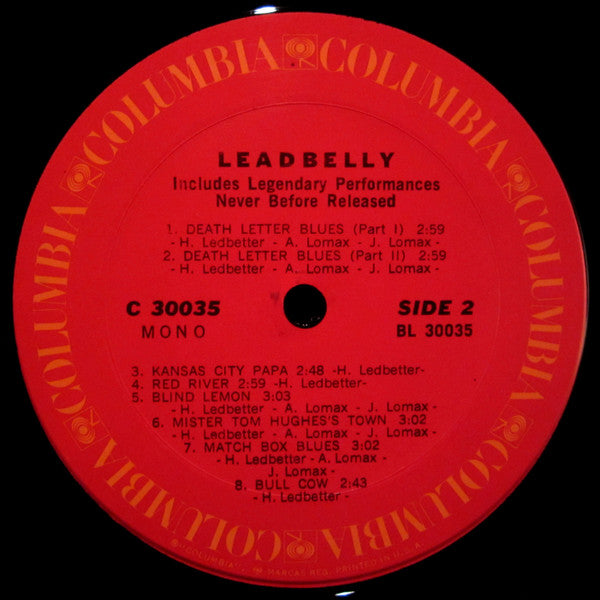 COLUMBIA COLUMBIA COLUMBIA COLUMBIA COLUMBIA COLUMBIA
LEADBELLY
Includes Legendary Performances
Never Before Released
1. DEATH LETTER BLUES (Part I) 2:59
- H. Ledbetter - A. Lomax - J. Lomax -
2. DEATH LETTER BLUES (Part II) 2:59
- H. Ledbetter - A. Lomax - J. Lomax -
C 30035
MONO
SIDE 2
BL 30035
3. KANSAS CITY PAPA 2:48 -H. Ledbetter-
4. RED RIVER 2:59 -H. Ledbetter-
5. BLIND LEMON 3:03
- H. Ledbetter - A. Lomax - J. Lomax -
6. MISTER TOM HUGHES'S TOWN 3:02
- H. Ledbetter - A. Lomax - J. Lomax -
7. MATCH BOX BLUES 3:02
- H. Ledbetter - A. Lomax -
J. Lomax -
8. BULL COW 2:43
- H. Ledbetter -
"COLUMBIA", MARCAS REG. PRINTED IN U.S.A.